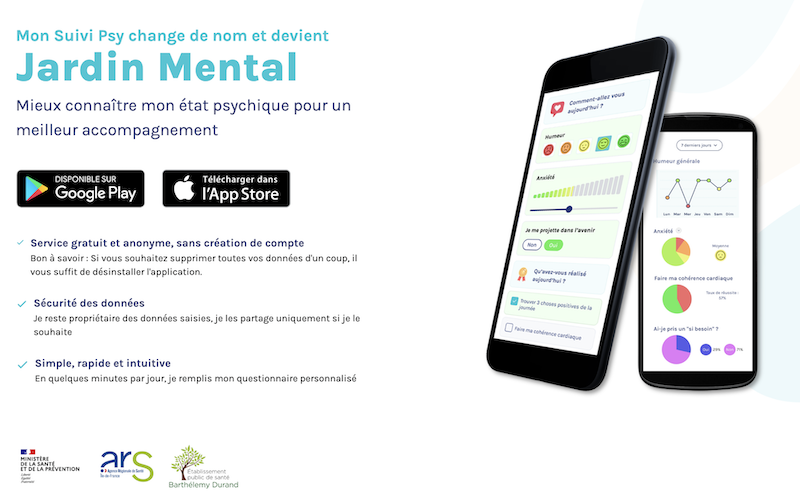 Mon Suivi Psy change de nom et devient
Jardin Mental
Mieux connaître mon état psychique pour un
meilleur accompagnement
DISPONIBLE SUR
Google Play
Télécharger dans
l'App Store
Service gratuit et anonyme, sans création de compte
Bon à savoir : Si vous souhaitez supprimer toutes vos données d'un coup, il
vous suffit de désinstaller l'application.
Sécurité des données
Je reste propriétaire des données saisies, je les partage uniquement si je le
souhaite
Simple, rapide et intuitive
En quelques minutes par jour, je remplis mon questionnaire personnalisé
MINISTÈRE
DE LA SANTÉ
ET DE LA PRÉVENTION
Liberté
Égalité
Fraternité
ars
Agence Régionale de Santé
Île-de-France
Établissement
public de santé
Barthélemy Durand
Comment-allez vous
aujourd'hui ?
Humeur
Anxiété
Je me projette dans l'avenir
Non
Oui
Qu'avez-vous réalisé
aujourd'hui ?
Trouver 3 choses positives de la
journée
Faire ma cohérence cardiaque
7 derniers jours
Humeur générale
Lun Mar Mer Jeu Ven Sam Dim
Anxiété
Moyenne
Faire ma cohérence cardiaque
Taux de réussite :
Ai-je pris un "si besoin" ?
Oui